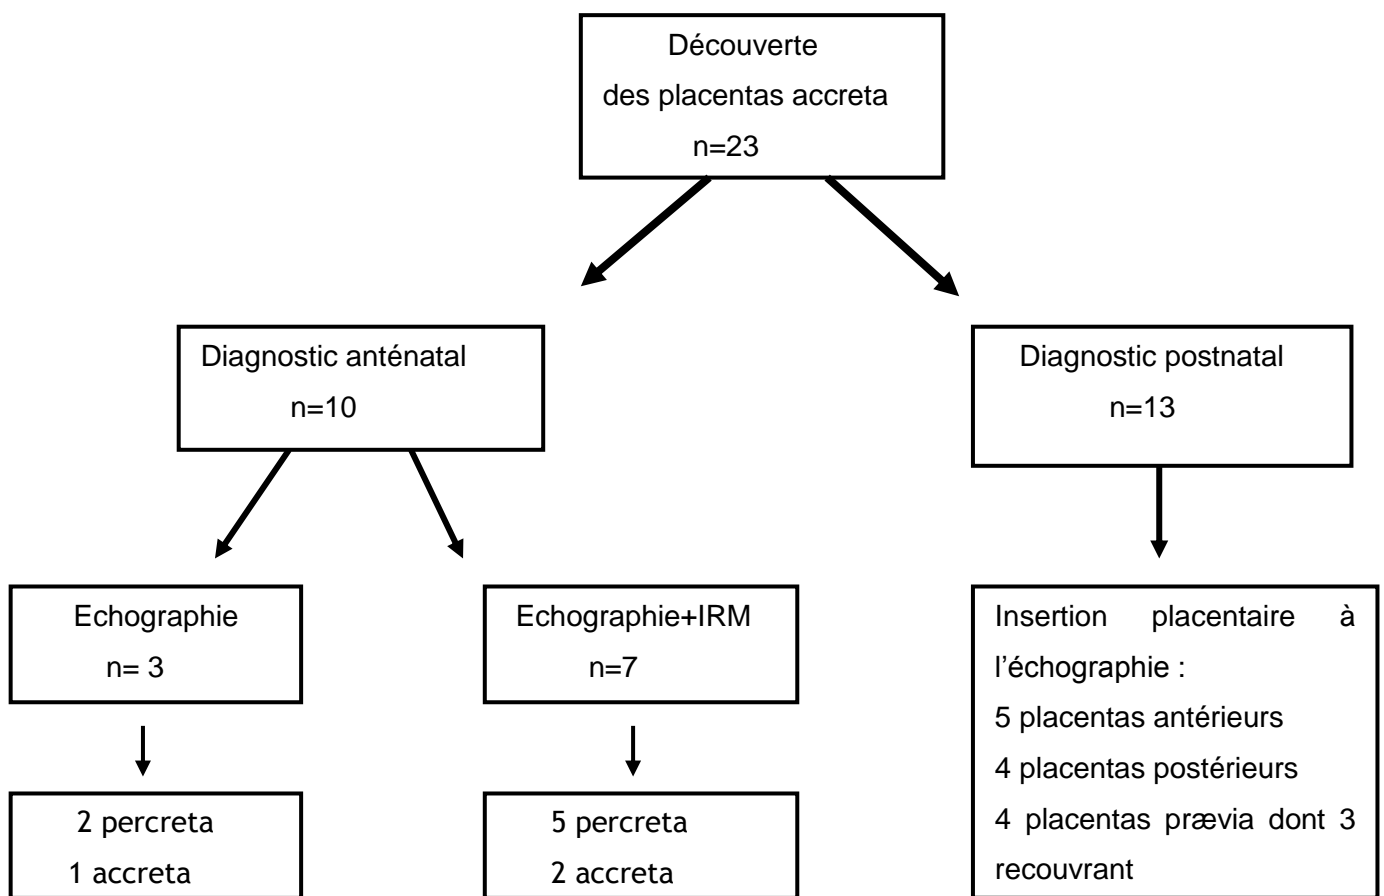 Découverte
des placentas accreta
n=23
Diagnostic anténatal
n=10
Diagnostic postnatal
n=13
Echographie
n= 3
Echographie+IRM
n=7
Insertion placentaire à
l'échographie :
5 placentas antérieurs
4 placentas postérieurs
4 placentas prævia dont 3
recouvrant
2 percreta
1 accreta
5 percreta
2 accreta